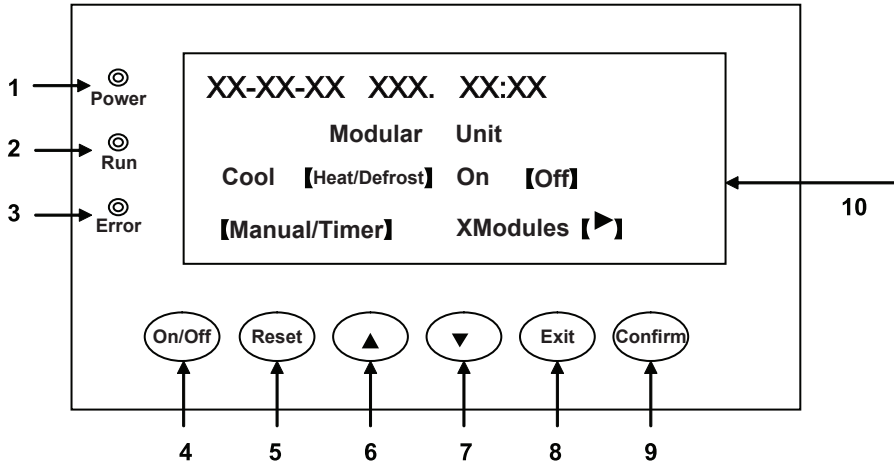 XX-XX-XX XXX. XX:XX
1 Power
Modular Unit
2 Run
Cool 【Heat/Defrost】 On 【Off】
10
3 Error
【Manual/Timer】 XModules 【▶】
On/Off Reset ▲ ▼ Exit Confirm
4 5 6 7 8 9